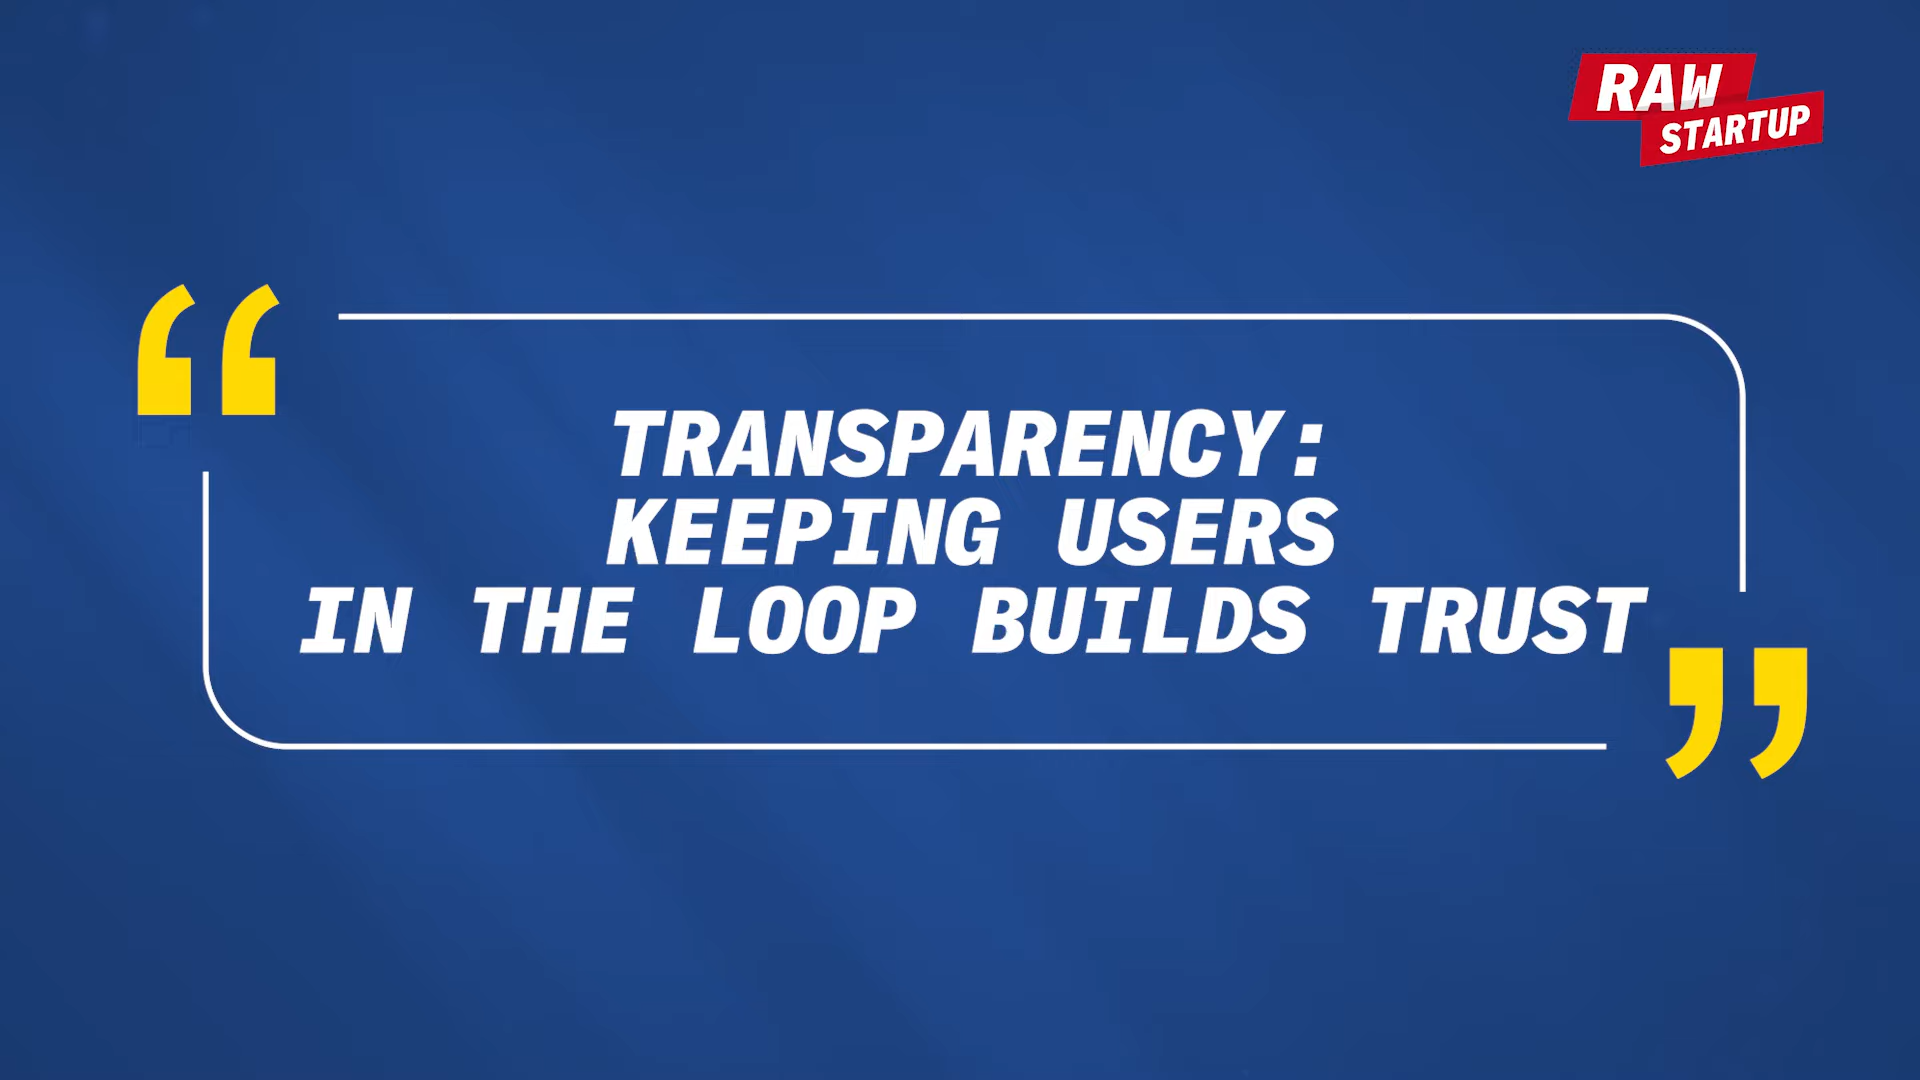 RAW
STARTUP
TRANSPARENCY:
KEEPING USERS
IN THE LOOP BUILDS TRUST